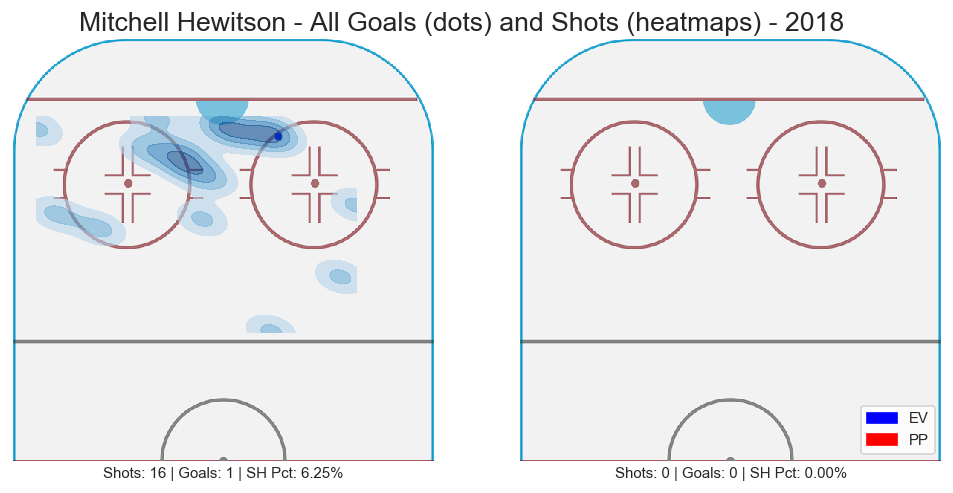 Mitchell Hewitson - All Goals (dots) and Shots (heatmaps) - 2018
EV
PP
Shots: 16 | Goals: 1 | SH Pct: 6.25%
Shots: 0 | Goals: 0 | SH Pct: 0.00%